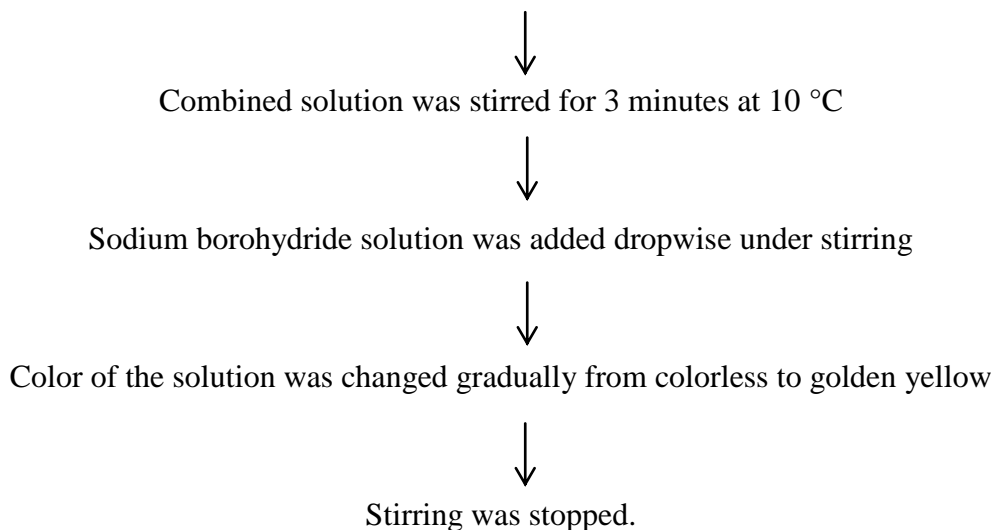 Combined solution was stirred for 3 minutes at 10 °C
Sodium borohydride solution was added dropwise under stirring
Color of the solution was changed gradually from colorless to golden yellow
Stirring was stopped.